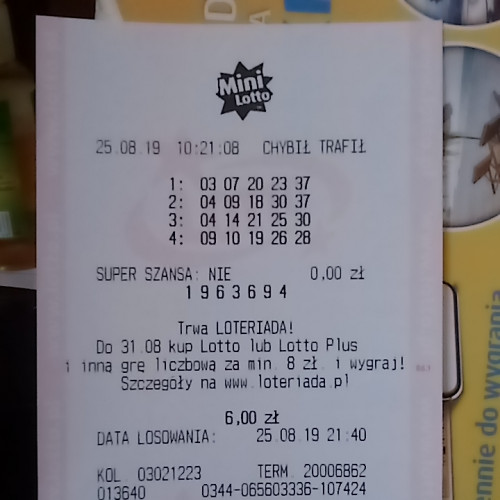 Mini
Lotto
25.08.19 10:21:08 CHYBIŁ TRAFIŁ
1: 03 07 20 23 37
2: 04 09 18 30 37
3: 04 14 21 25 30
4: 09 10 19 26 28
SUPER SZANSA: NIE 0,00 zł
1963694
Trwa LOTERIADA!
Do 31.08 kup Lotto lub Lotto Plus
i inną grę liczbową za min. 8 zł. i wygraj!
Szczegóły na www.loteriada.pl
6,00 zł
DATA LOSOWANIA: 25.08.19 21:40
KOL 03021223 TERM 20006862
013640 0344-065603336-107424
nnie do wygrania